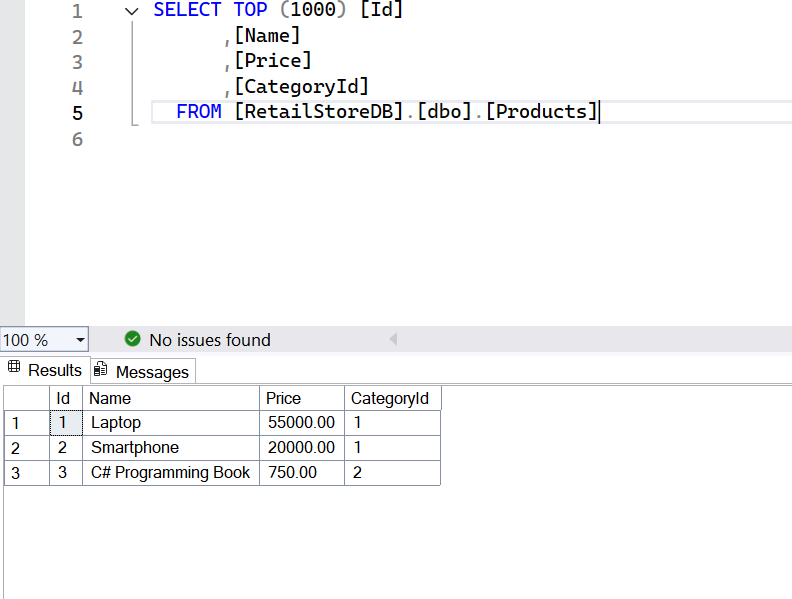 1 SELECT TOP (1000) [Id]
2 ,[Name]
3 ,[Price]
4 ,[CategoryId]
5 FROM [RetailStoreDB].[dbo].[Products]
6
100 % No issues found
Results Messages
Id Name Price CategoryId
1 1 Laptop 55000.00 1
2 2 Smartphone 20000.00 1
3 3 C# Programming Book 750.00 2